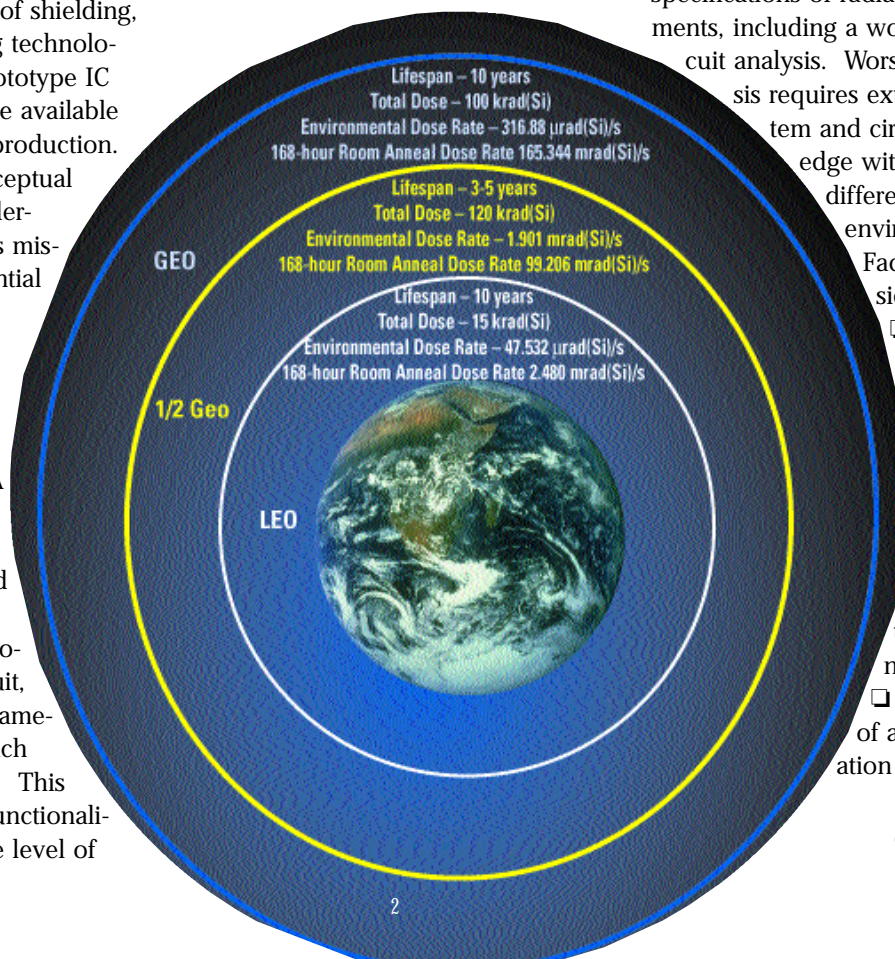 of shielding,
g technolo-
ototype IC
e available
production.
ceptual
ler-
s mis-
ntial
A
d
o-
uit,
ame-
ch
This
unctionali-
e level of
Lifespan – 10 years
Total Dose – 100 krad(Si)
Environmental Dose Rate – 316.88 µrad(Si)/s
168-hour Room Anneal Dose Rate 165.344 mrad(Si)/s
Lifespan – 3-5 years
Total Dose – 120 krad(Si)
Environmental Dose Rate – 1.901 mrad(Si)/s
168-hour Room Anneal Dose Rate 99.206 mrad(Si)/s
Lifespan – 10 years
Total Dose – 15 krad(Si)
Environmental Dose Rate – 47.532 µrad(Si)/s
168-hour Room Anneal Dose Rate 2.480 mrad(Si)/s
GEO
1/2 Geo
LEO
specifications of radia
ments, including a wo
cuit analysis. Wors
sis requires ex
tem and cir
edge wit
differe
envir
Fac
si
❑
n
❑
of a
ation
2